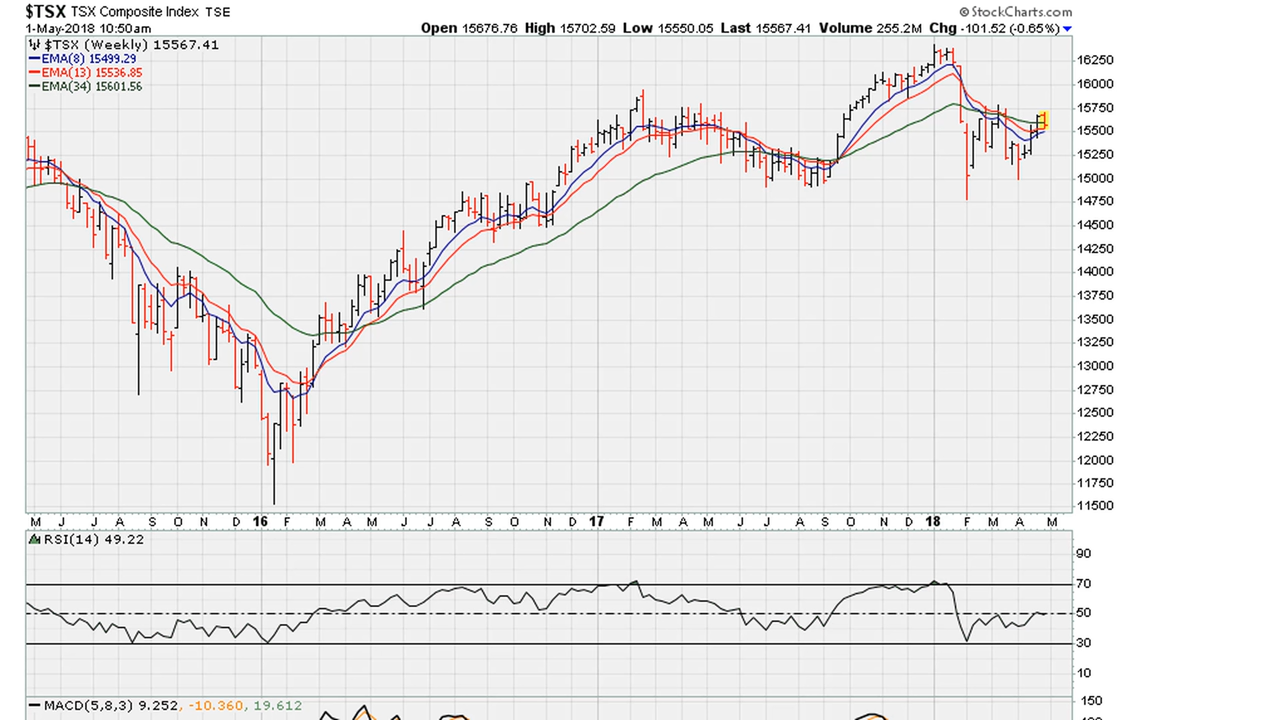 $TSX TSX Composite Index TSE
© StockCharts.com
1-May-2018 10:50am
Open 15676.76 High 15702.59 Low 15550.05 Last 15567.41 Volume 255.2M Chg -101.52 (-0.65%)
$TSX (Weekly) 15567.41
EMA(8) 15499.29
EMA(13) 15536.85
EMA(34) 15601.56
16250
16000
15750
15500
15250
15000
14750
14500
14250
14000
13750
13500
13250
13000
12750
12500
12250
12000
11750
11500
M J J A S O N D 16 F M A M J J A S O N D 17 F M A M J J A S O N D 18 F M A M
RSI(14) 49.22
90
70
50
30
10
MACD(5,8,3) 9.252, -10.360, 19.612
150